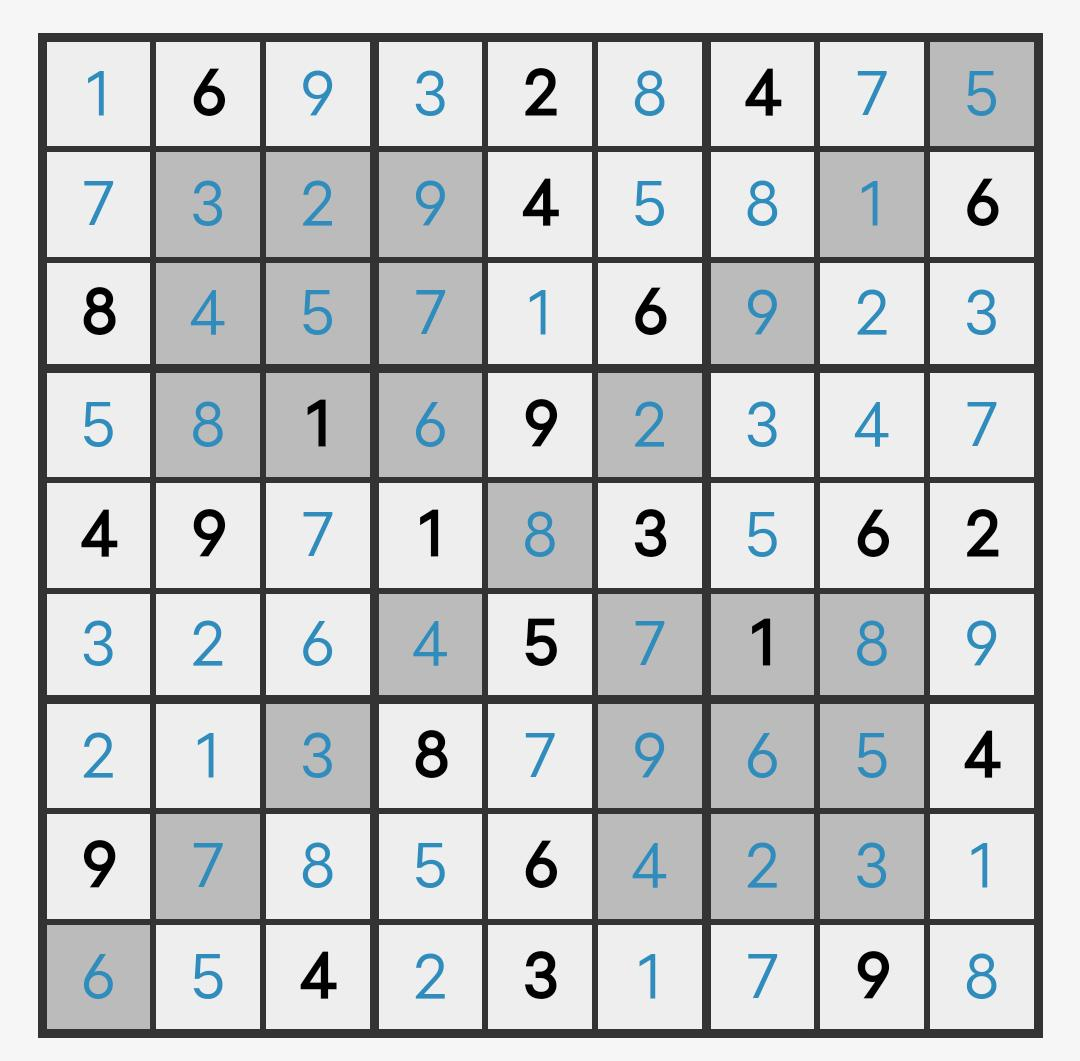 1 6 9 3 2 8 4 7 5
7 3 2 9 4 5 8 1 6
8 4 5 7 1 6 9 2 3
5 8 1 6 9 2 3 4 7
4 9 7 1 8 3 5 6 2
3 2 6 4 5 7 1 8 9
2 1 3 8 7 9 6 5 4
9 7 8 5 6 4 2 3 1
6 5 4 2 3 1 7 9 8